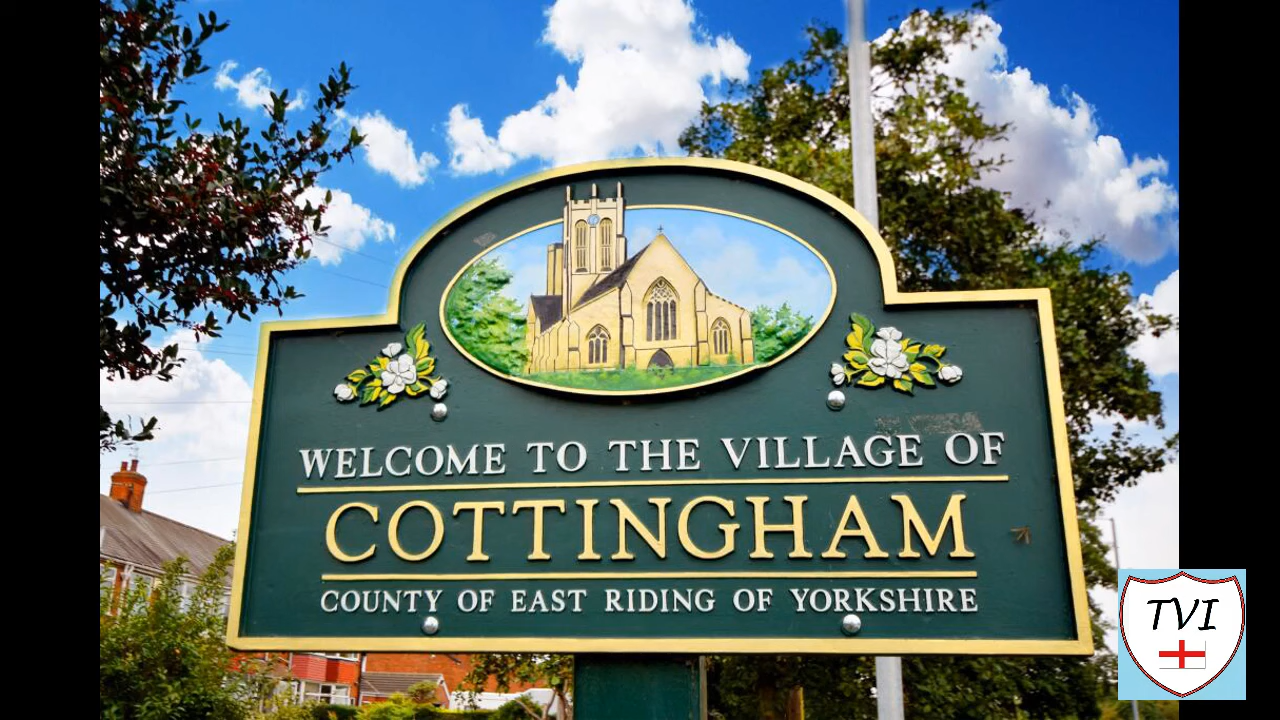 WELCOME TO THE VILLAGE OF
COTTINGHAM
COUNTY OF EAST RIDING OF YORKSHIRE
TVI